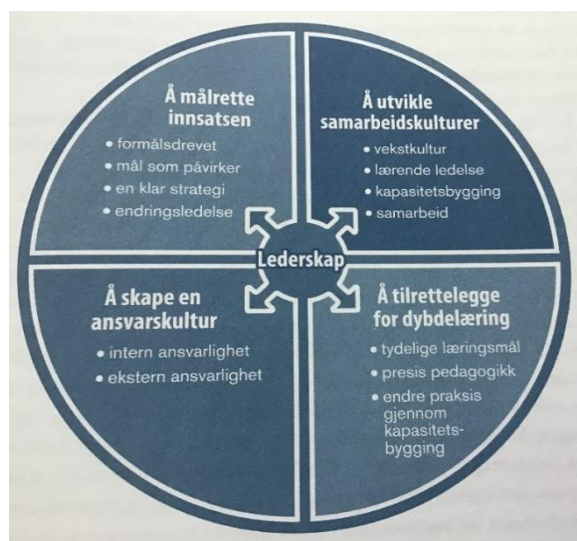 Å målrette
innsatsen
• formålsdrevet
• mål som påvirker
• en klar strategi
• endringsledelse
Å utvikle
samarbeidskulturer
• vekstkultur
• lærende ledelse
• kapasitetsbygging
• samarbeid
Lederskap
Å skape en
ansvarskultur
• intern ansvarlighet
• ekstern ansvarlighet
Å tilrettelegge
for dybdelæring
• tydelige læringsmål
• presis pedagogikk
• endre praksis
gjennom
kapasitets-
bygging